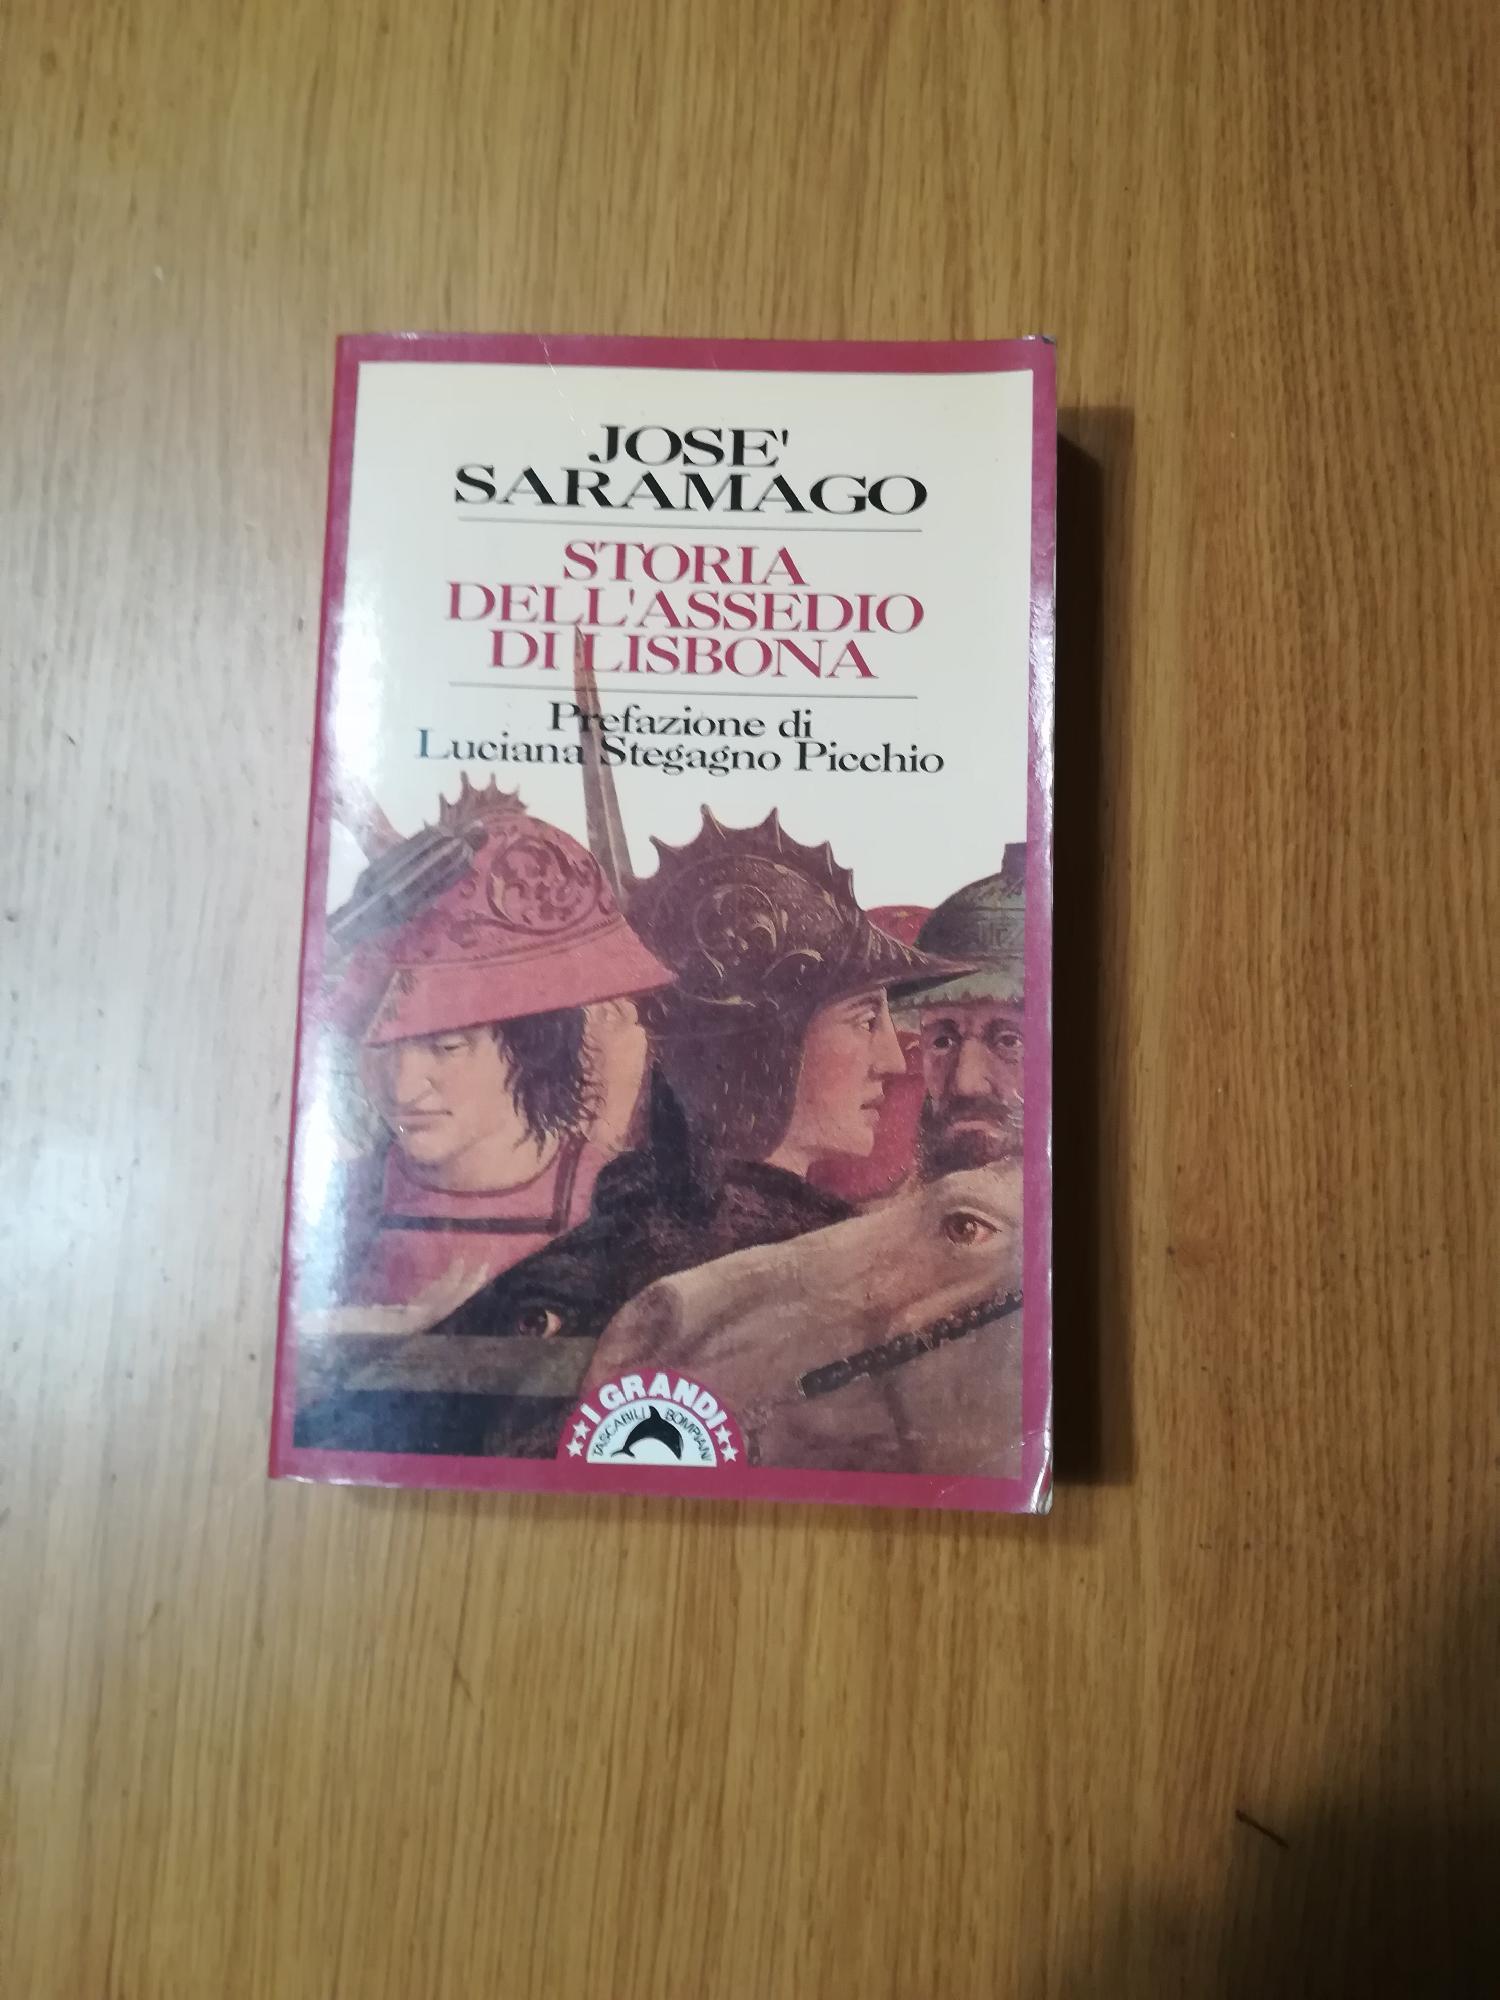 JOSE'
SARAMAGO
STORIA
DELL'ASSEDIO
DI LISBONA
Prefazione di
Luciana Stegagno Picchio
I GRANDI
TASCABILI BOMPIANI